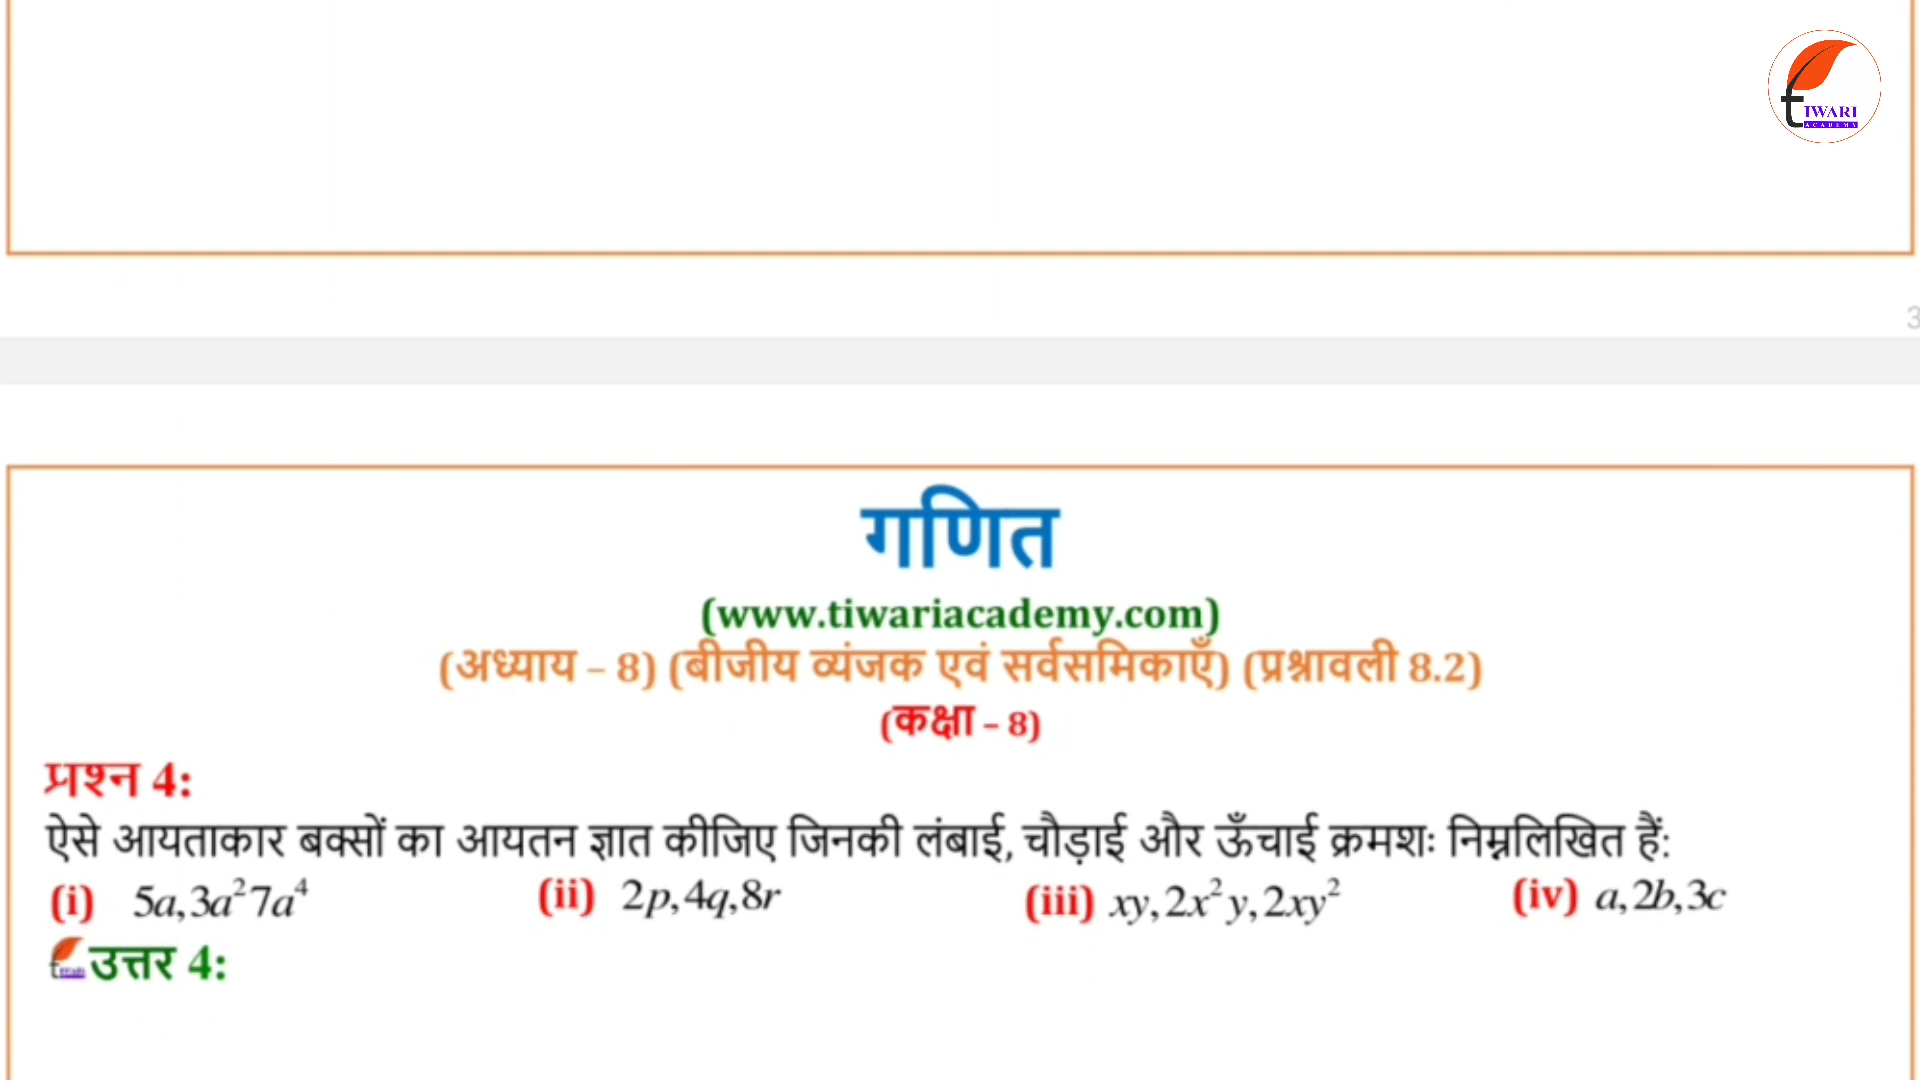 tIWARI
ACADEMY
3
गणित
(www.tiwariacademy.com)
(अध्याय – 8) (बीजीय व्यंजक एवं सर्वसमिकाएँ) (प्रश्नावली 8.2)
(कक्षा – 8)
प्रश्न 4:
ऐसे आयताकार बक्सों का आयतन ज्ञात कीजिए जिनकी लंबाई, चौड़ाई और ऊँचाई क्रमशः निम्नलिखित हैं:
(i) 5a,3a²7a⁴ (ii) 2p,4q,8r (iii) xy,2x²y,2xy² (iv) a,2b,3c
उत्तर 4: